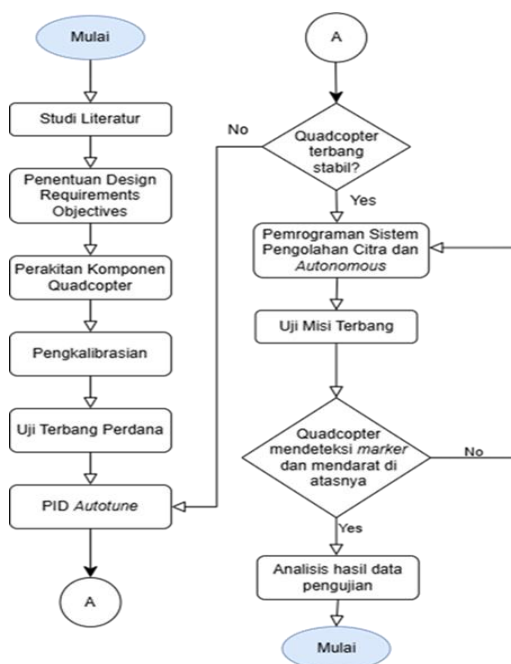 Mulai
Studi Literatur
Penentuan Design
Requirements
Objectives
Perakitan Komponen
Quadcopter
Pengkalibrasian
Uji Terbang Perdana
PID Autotune
A
A
Quadcopter
terbang
stabil?
No
Yes
Pemrograman Sistem
Pengolahan Citra dan
Autonomous
Uji Misi Terbang
Quadcopter
mendeteksi marker
dan mendarat di
atasnya
No
Yes
Analisis hasil data
pengujian
Mulai